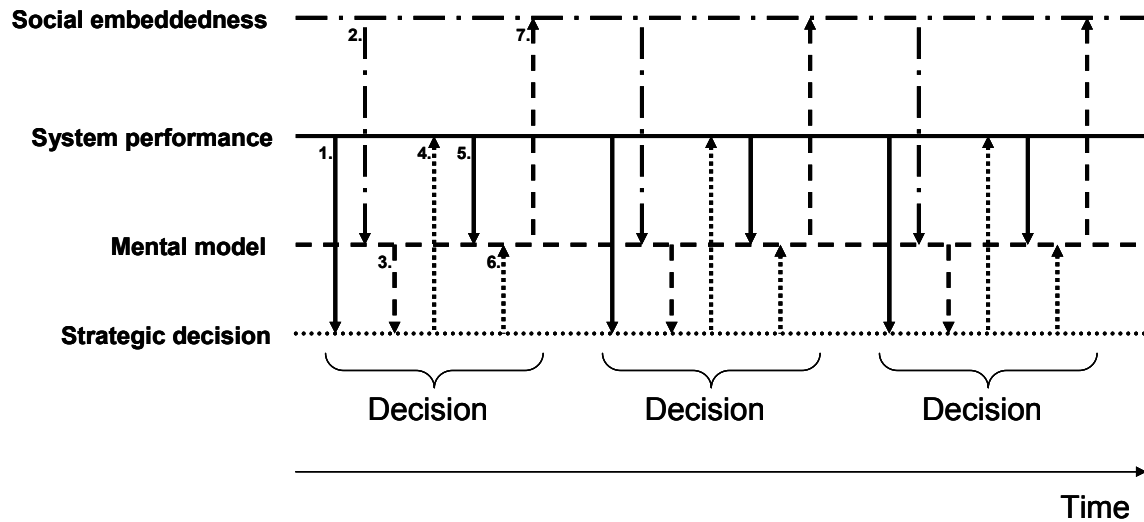 Social embeddedness
2.
7.
System performance
1.
4.
5.
Mental model
3.
6.
Strategic decision
Decision
Decision
Decision
Time